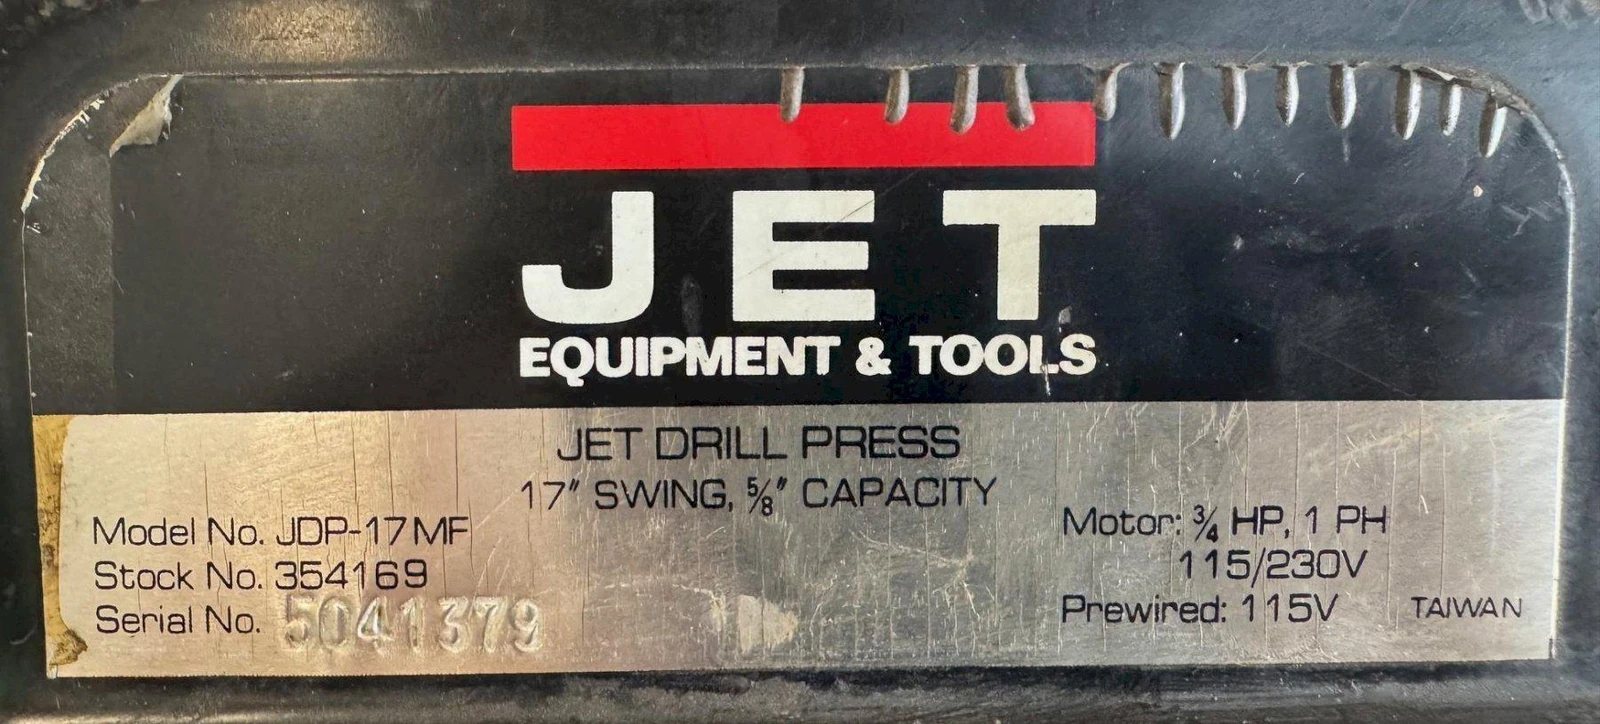 JET
EQUIPMENT & TOOLS
JET DRILL PRESS
17" SWING, 5/8" CAPACITY
Model No. JDP-17MF
Stock No. 354169
Serial No. 5041379
Motor: 3/4 HP, 1 PH
115/230V
Prewired: 115V
TAIWAN